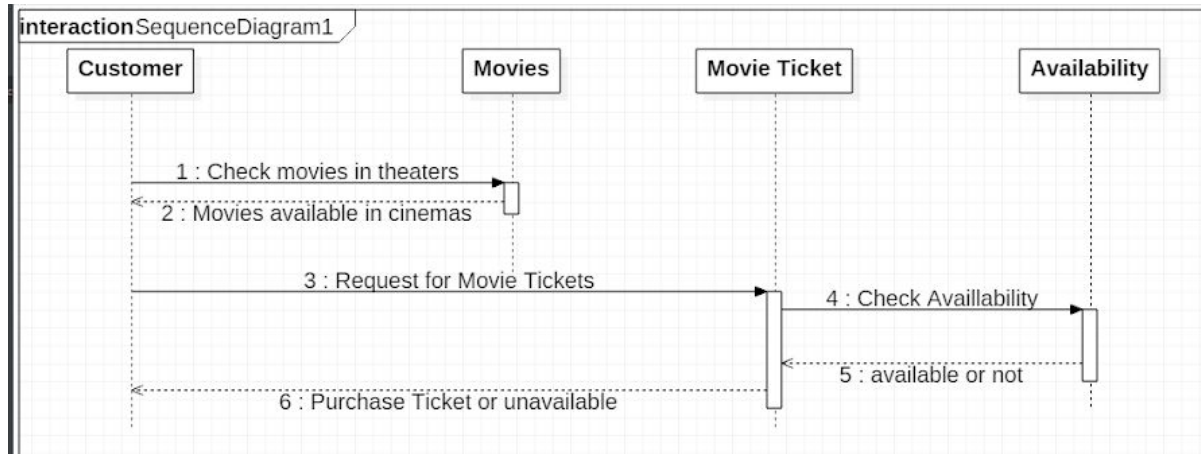 interaction SequenceDiagram1
Customer
Movies
Movie Ticket
Availability
1 : Check movies in theaters
2 : Movies available in cinemas
3 : Request for Movie Tickets
4 : Check Availlability
5 : available or not
6 : Purchase Ticket or unavailable